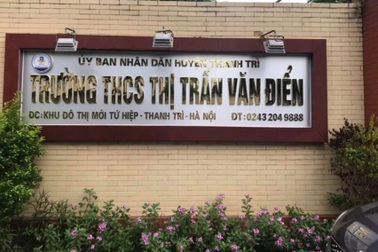 ỦY BAN NHÂN DÂN HUYỆN THANH TRÌ
TRƯỜNG THCS THỊ TRẤN VĂN ĐIỂN
ĐC: KHU ĐÔ THỊ MỚI TỨ HIỆP - THANH TRÌ - HÀ NỘI ĐT: 0243 204 9888